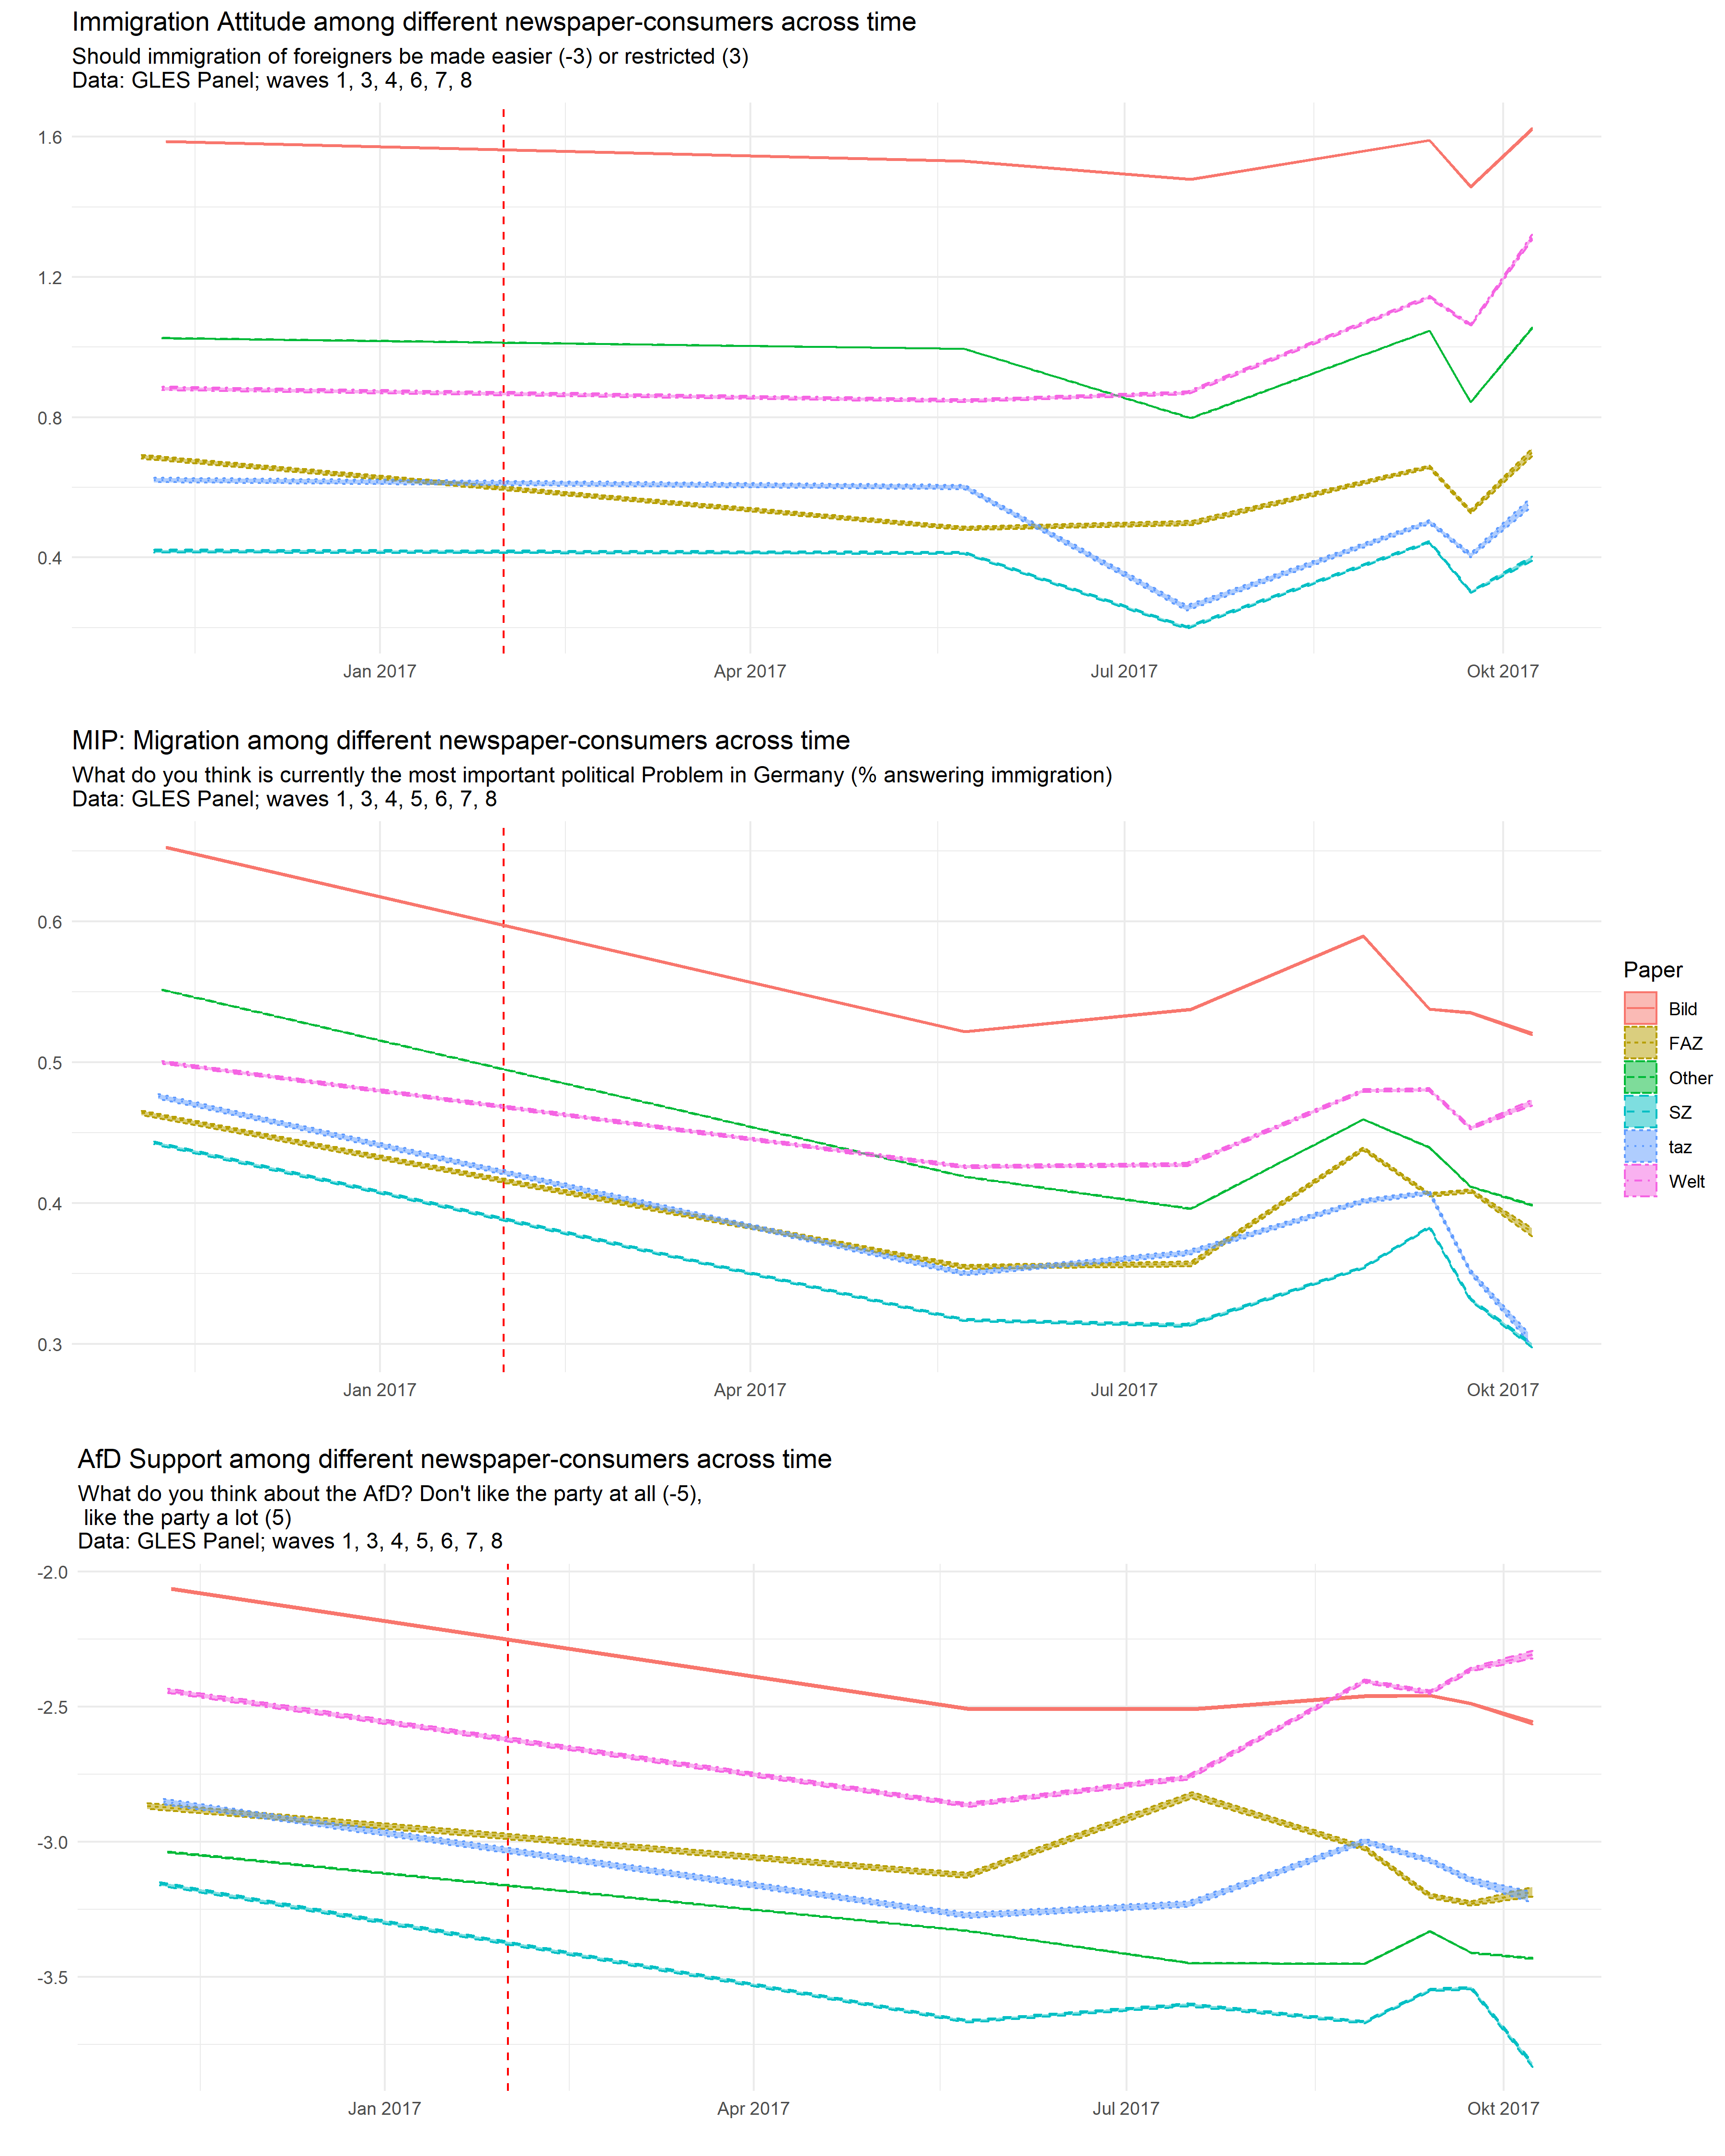 Immigration Attitude among different newspaper-consumers across time
Should immigration of foreigners be made easier (-3) or restricted (3)
Data: GLES Panel; waves 1, 3, 4, 6, 7, 8
1.6
1.2
0.8
0.4
Jan 2017 Apr 2017 Jul 2017 Okt 2017
MIP: Migration among different newspaper-consumers across time
What do you think is currently the most important political Problem in Germany (% answering immigration)
Data: GLES Panel; waves 1, 3, 4, 5, 6, 7, 8
0.6
0.5
0.4
0.3
Jan 2017 Apr 2017 Jul 2017 Okt 2017
Paper
Bild
FAZ
Other
SZ
taz
Welt
AfD Support among different newspaper-consumers across time
What do you think about the AfD? Don't like the party at all (-5),
like the party a lot (5)
Data: GLES Panel; waves 1, 3, 4, 5, 6, 7, 8
-2.0
-2.5
-3.0
-3.5
Jan 2017 Apr 2017 Jul 2017 Okt 2017